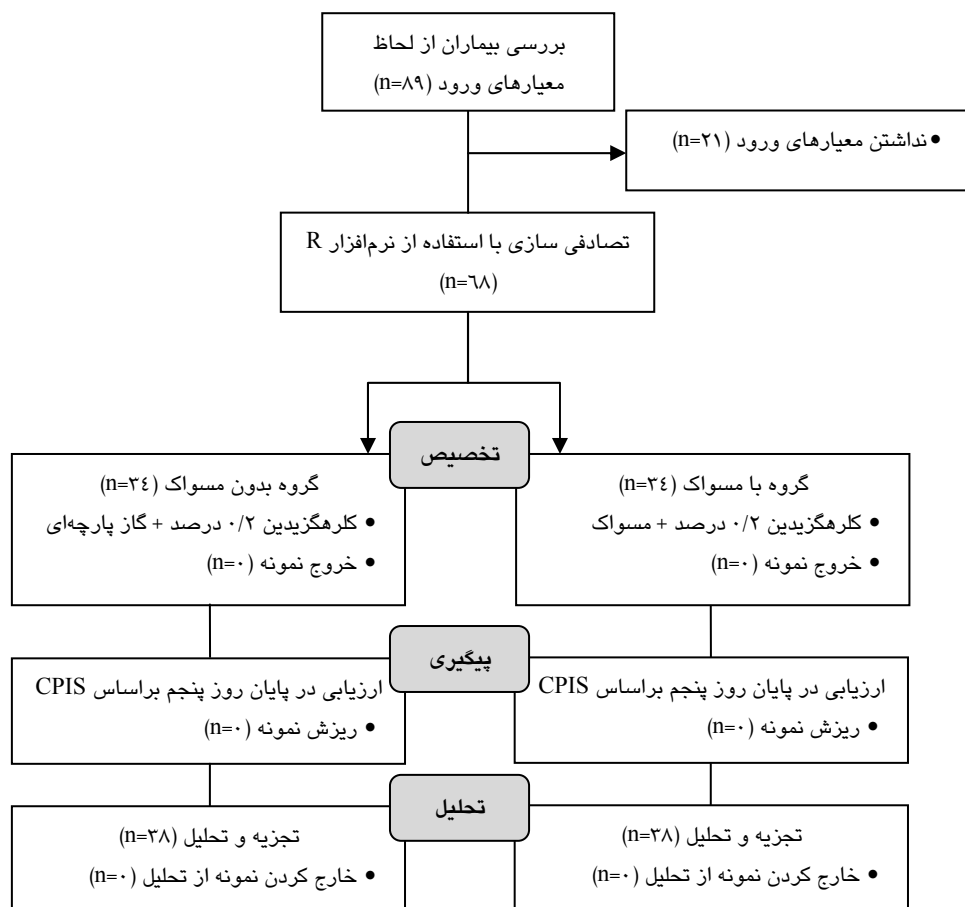 بررسی بیماران از لحاظ
معیارهای ورود (n=۸۹)
• نداشتن معیارهای ورود (n=۲۱)
تصادفی سازی با استفاده از نرم‌افزار R
(n=٦۸)
تخصیص
گروه با مسواک (n=۳٤)
• کلرهگزیدین ۰/۲ درصد + مسواک
• خروج نمونه (n=۰)
گروه بدون مسواک (n=۳٤)
• کلرهگزیدین ۰/۲ درصد + گاز پارچه‌ای
• خروج نمونه (n=۰)
پیگیری
ارزیابی در پایان روز پنجم براساس CPIS
• ریزش نمونه (n=۰)
ارزیابی در پایان روز پنجم براساس CPIS
• ریزش نمونه (n=۰)
تحلیل
تجزیه و تحلیل (n=۳۸)
• خارج کردن نمونه از تحلیل (n=۰)
تجزیه و تحلیل (n=۳۸)
• خارج کردن نمونه از تحلیل (n=۰)